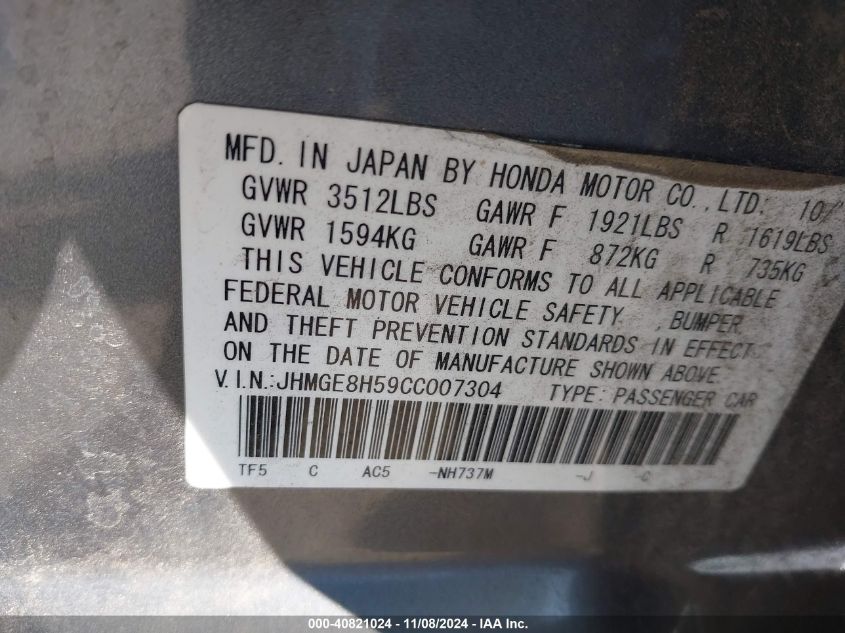 MFD. IN JAPAN BY HONDA MOTOR CO., LTD. 10/
GVWR 3512LBS GAWR F 1921LBS R 1619LBS
GVWR 1594KG GAWR F 872KG R 735KG
THIS VEHICLE CONFORMS TO ALL APPLICABLE
FEDERAL MOTOR VEHICLE SAFETY , BUMPER
AND THEFT PREVENTION STANDARDS IN EFFECT
ON THE DATE OF MANUFACTURE SHOWN ABOVE.
V.I.N.:JHMGE8H59CC007304 TYPE: PASSENGER CAR
TF5 C AC5 -NH737M -J -C
000-40821024 - 11/08/2024 - IAA Inc.